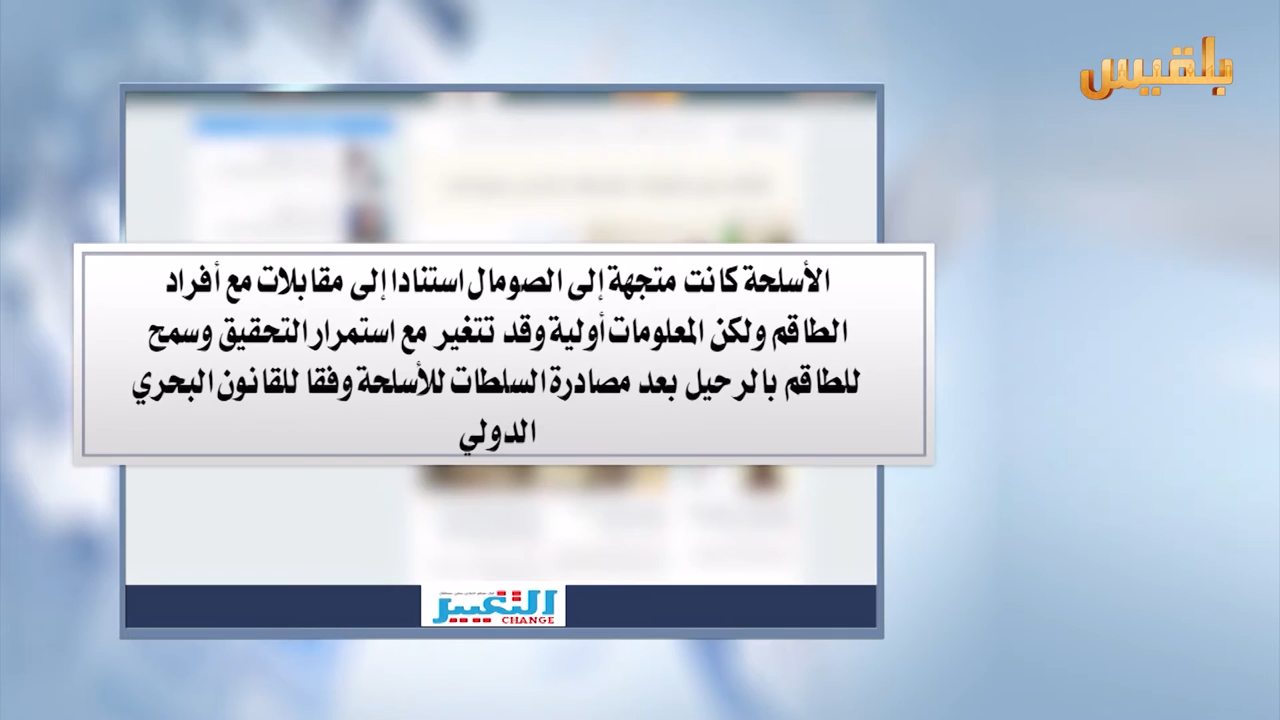 بلقيس
الأسلحة كانت متجهة إلى الصومال استنادا إلى مقابلات مع أفراد
الطاقم ولكن المعلومات أولية وقد تتغير مع استمرار التحقيق وسمح
للطاقم بالرحيل بعد مصادرة السلطات للأسلحة وفقا للقانون البحري
الدولي
التغيير
CHANGE